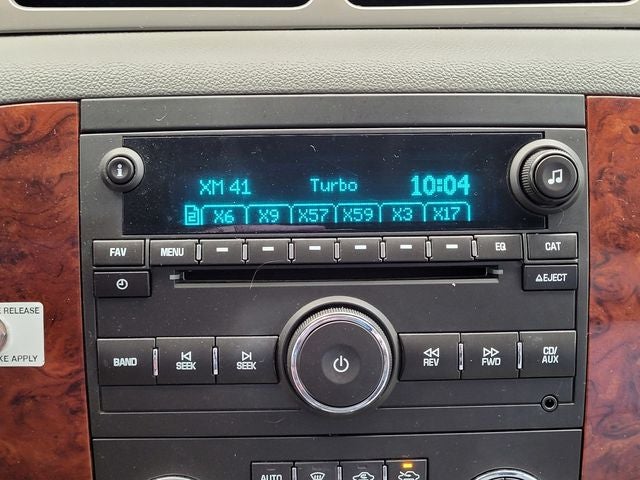 XM 41 Turbo 10:04
X6 X9 X57 X59 X3 X17
FAV MENU EQ CAT
EJECT
RELEASE
KE APPLY
BAND SEEK SEEK REV FWD CD/
AUX
AUTO